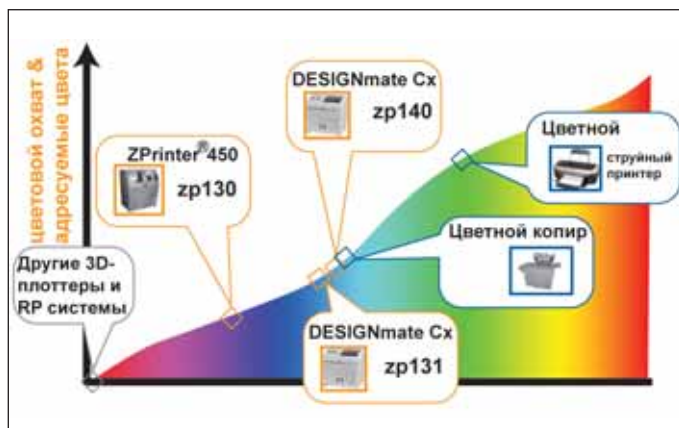 цветовой охват &
адресуемые цвета
DESIGNmate Cx
zp140
ZPrinter®450
zp130
Цветной
струйный
принтер
Цветной копир
Другие 3D-
плоттеры и
RP системы
DESIGNmate Cx
zp131